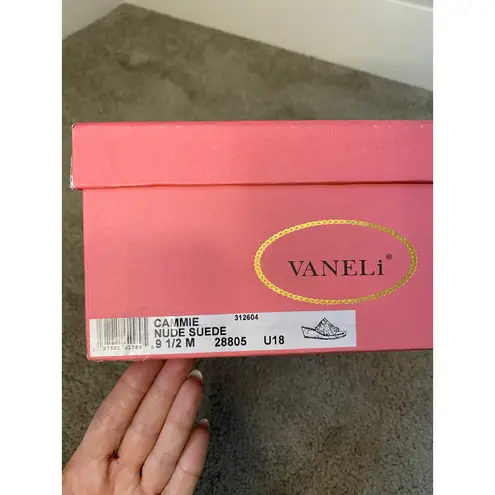 VANELi®
CAMMIE 312604
NUDE SUEDE
9 1/2 M 28805 U18